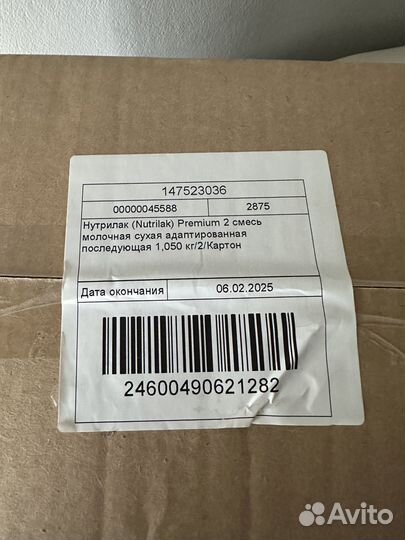 147523036
00000045588 2875
Нутрилак (Nutrilak) Premium 2 смесь
молочная сухая адаптированная
последующая 1,050 кг/2/Картон
Дата окончания 06.02.2025
24600490621282
Avito